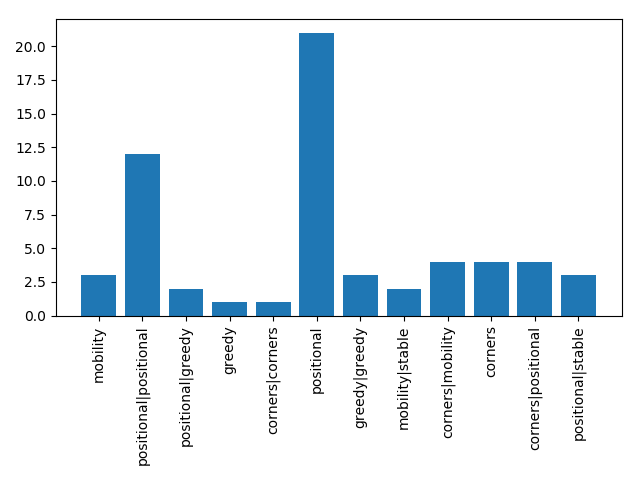 20.0
17.5
15.0
12.5
10.0
7.5
5.0
2.5
0.0
mobility
positional|positional
positional|greedy
greedy
corners|corners
positional
greedy|greedy
mobility|stable
corners|mobility
corners
corners|positional
positional|stable